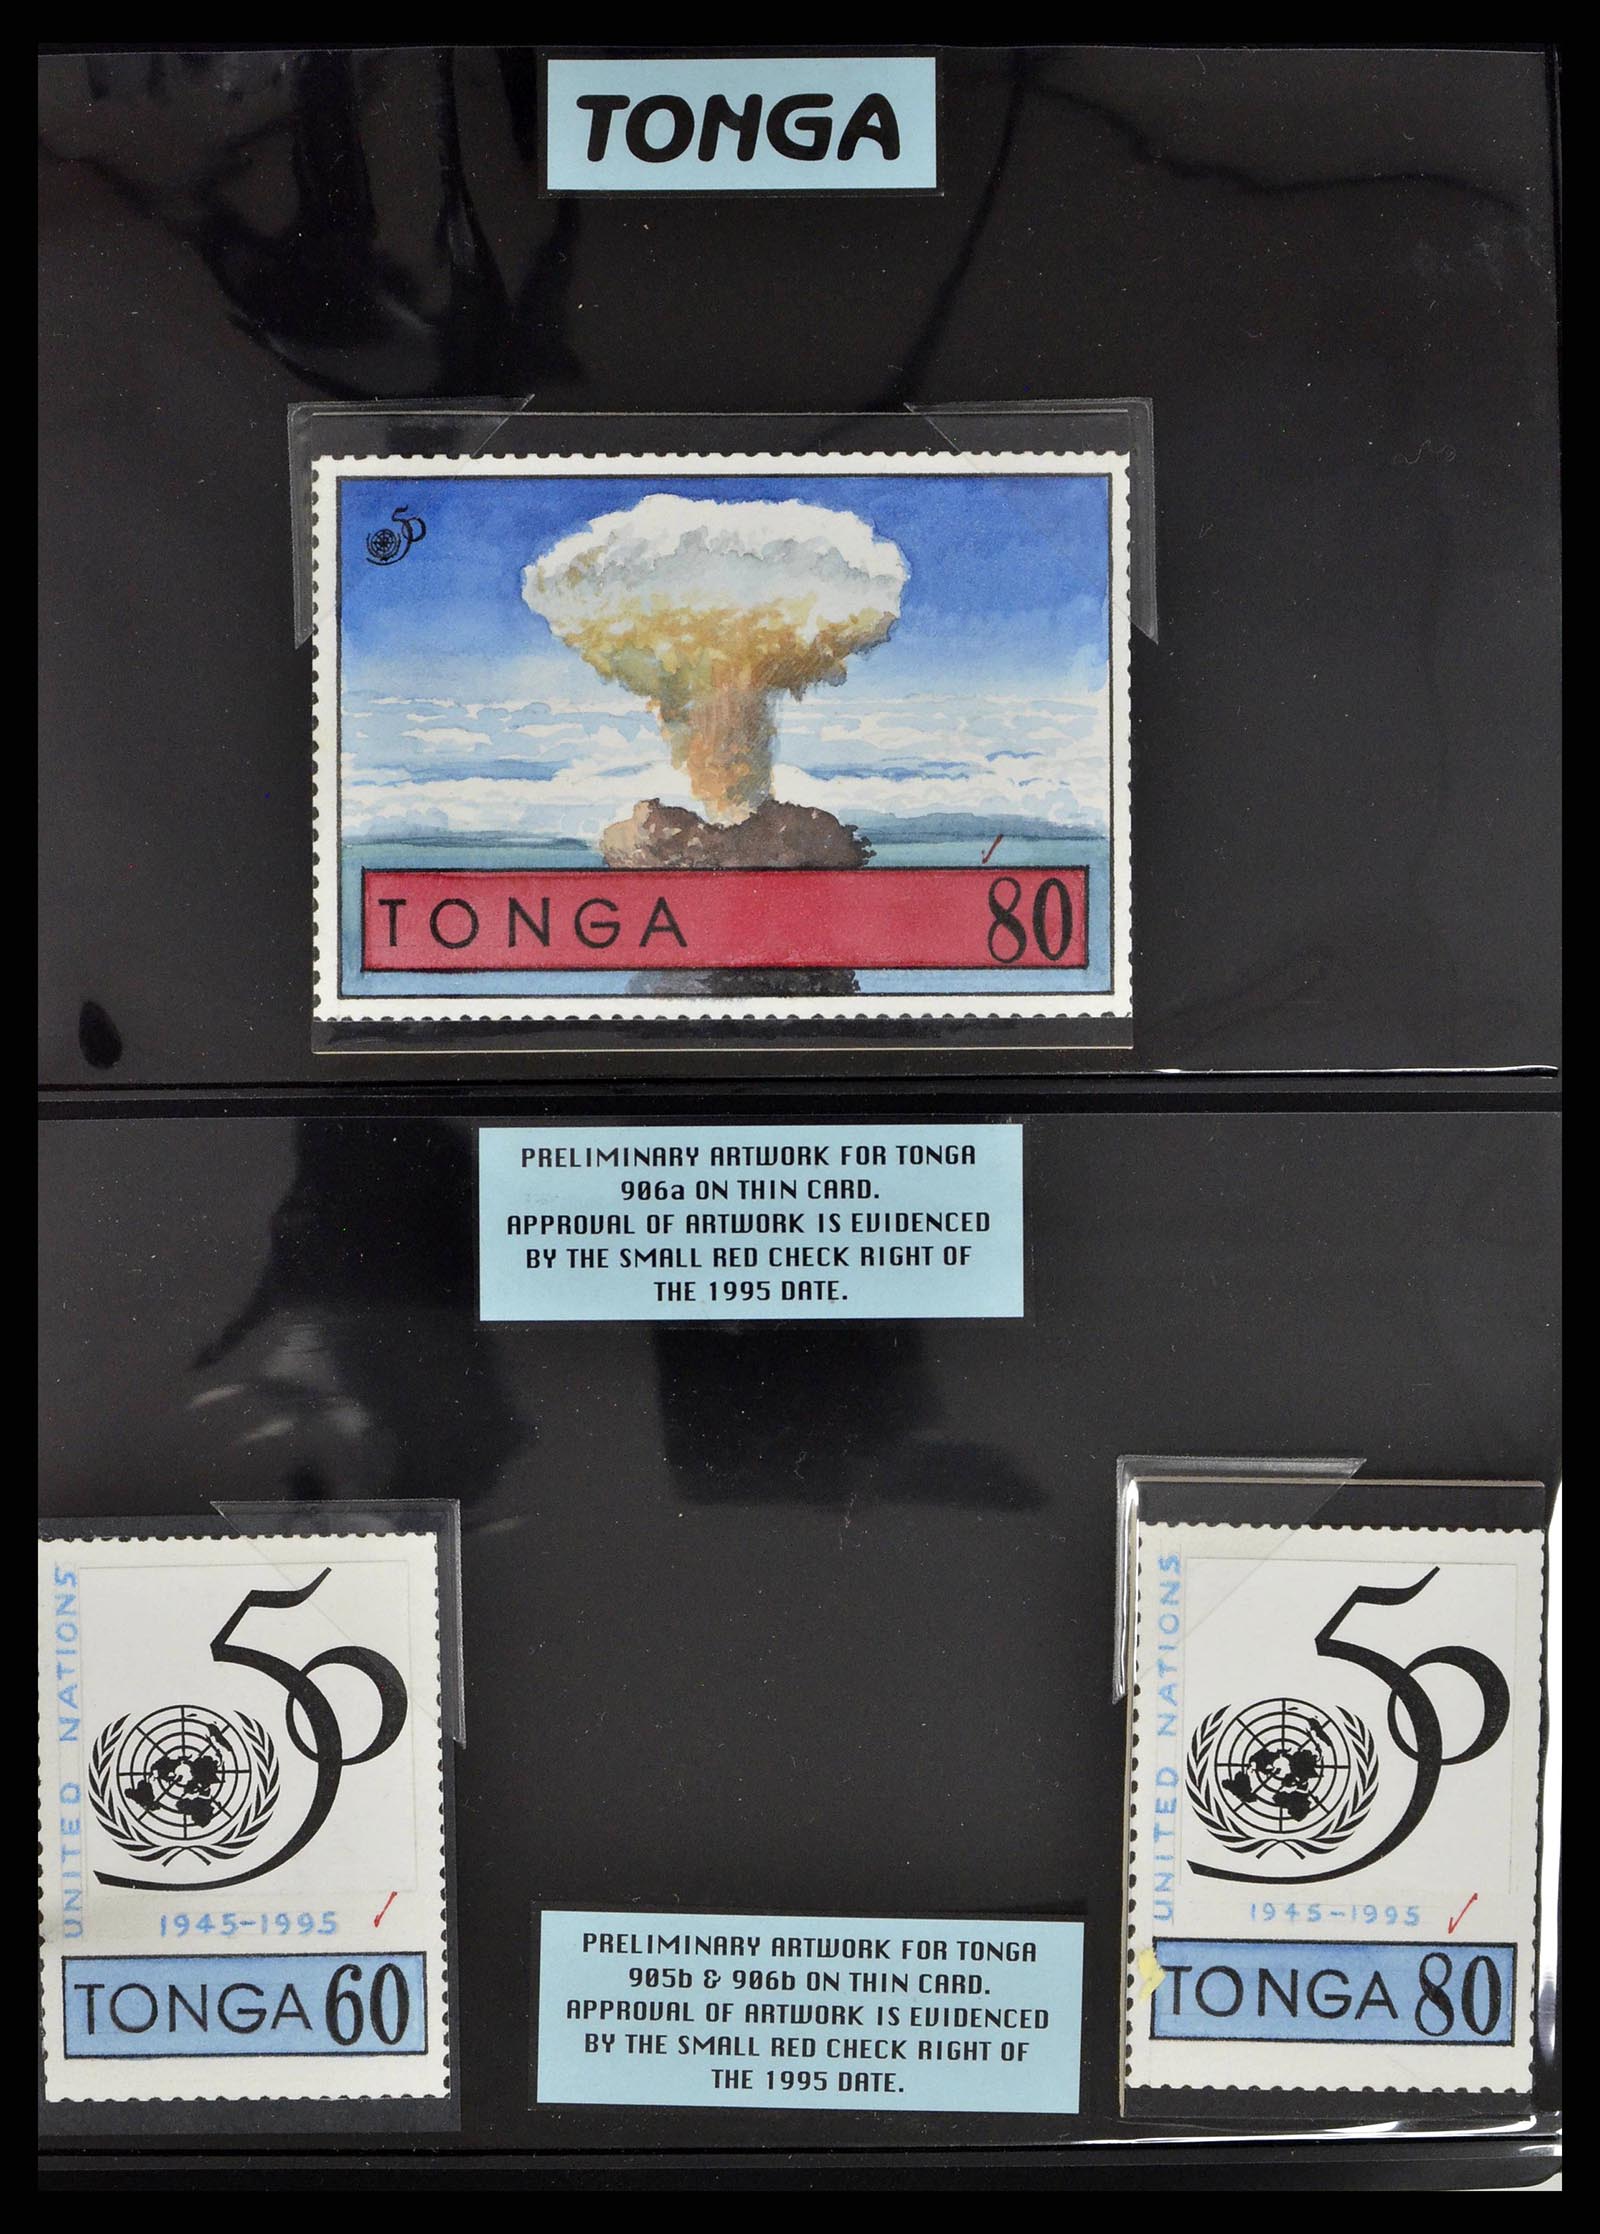 TONGA
50
TONGA 80
PRELIMINARY ARTWORK FOR TONGA
906a ON THIN CARD.
APPROVAL OF ARTWORK IS EVIDENCED
BY THE SMALL RED CHECK RIGHT OF
THE 1995 DATE.
UNITED NATIONS
50
1945-1995
TONGA 60
PRELIMINARY ARTWORK FOR TONGA
905b & 906b ON THIN CARD.
APPROVAL OF ARTWORK IS EVIDENCED
BY THE SMALL RED CHECK RIGHT OF
THE 1995 DATE.
UNITED NATIONS
50
1945-1995
TONGA 80